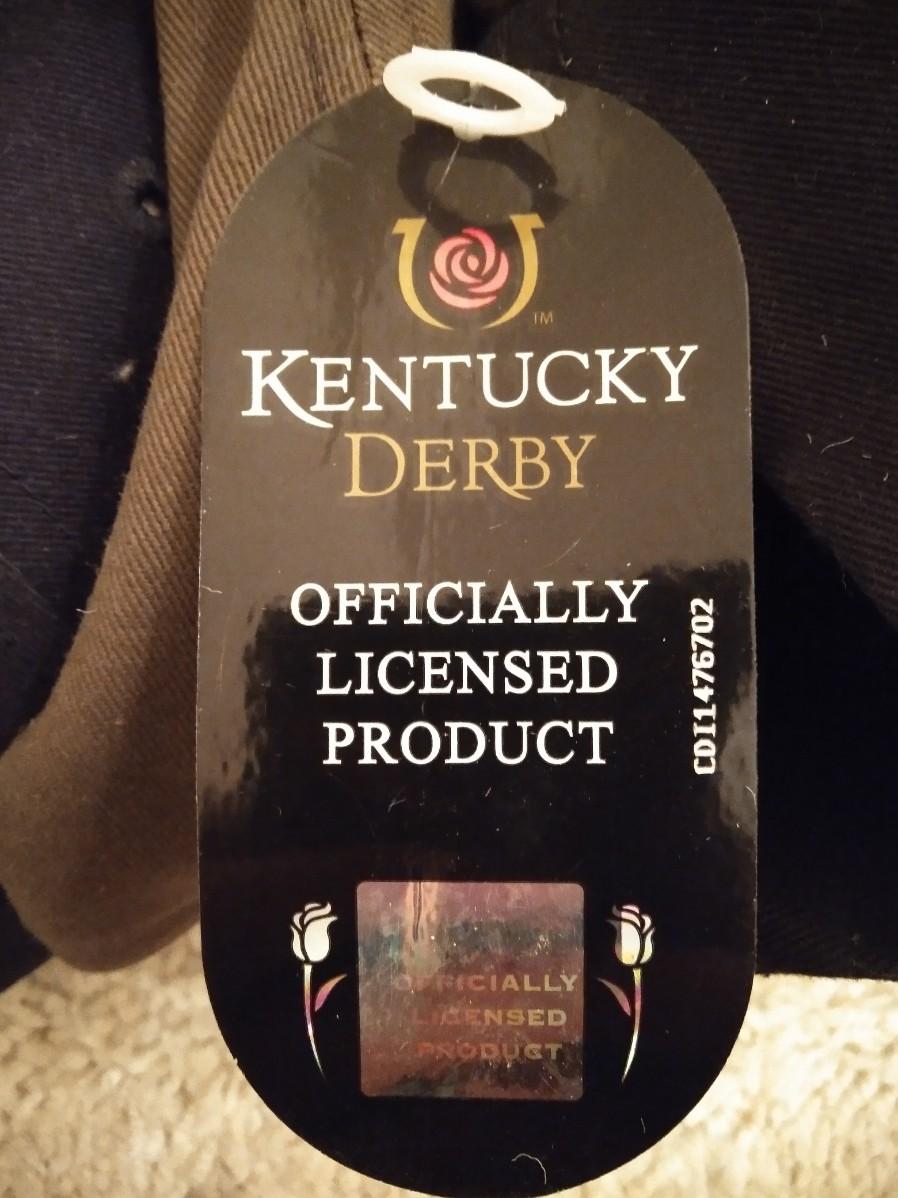 TM
KENTUCKY
DERBY
OFFICIALLY
LICENSED
PRODUCT
CDI1476702
OFFICIALLY
LICENSED
PRODUCT